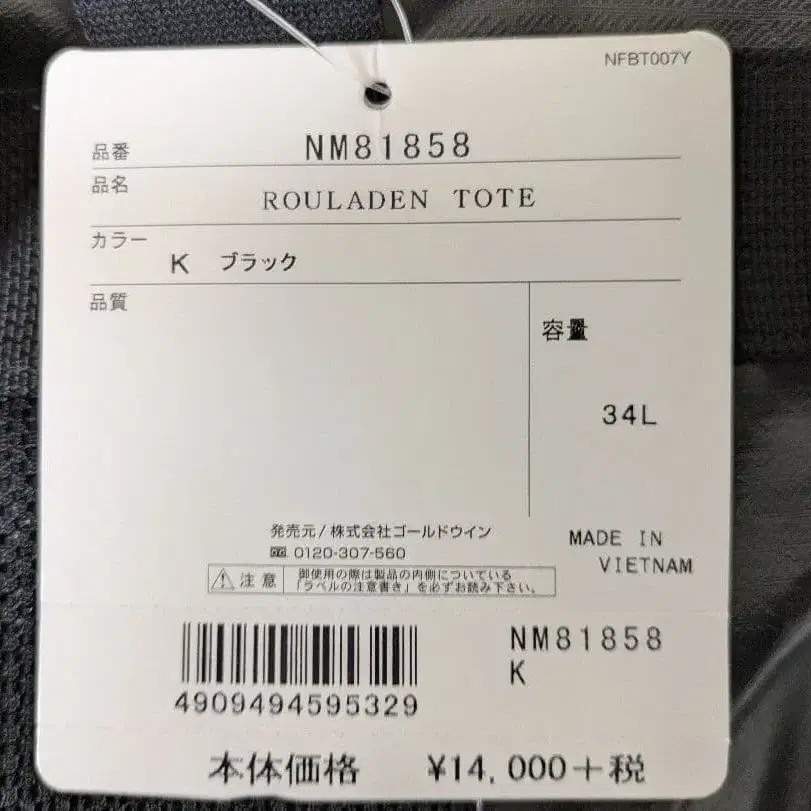 NFBT007Y
品番 NM81858
品名 ROULADEN TOTE
カラー K ブラック
品質
容量
34L
発売元/株式会社ゴールドウイン
0120-307-560
MADE IN
VIETNAM
注意
御使用の際は製品の内側についている
「ラベルの注意書き」を必ずお読み下さい。
4909494595329
NM81858
K
本体価格 ¥14,000+税